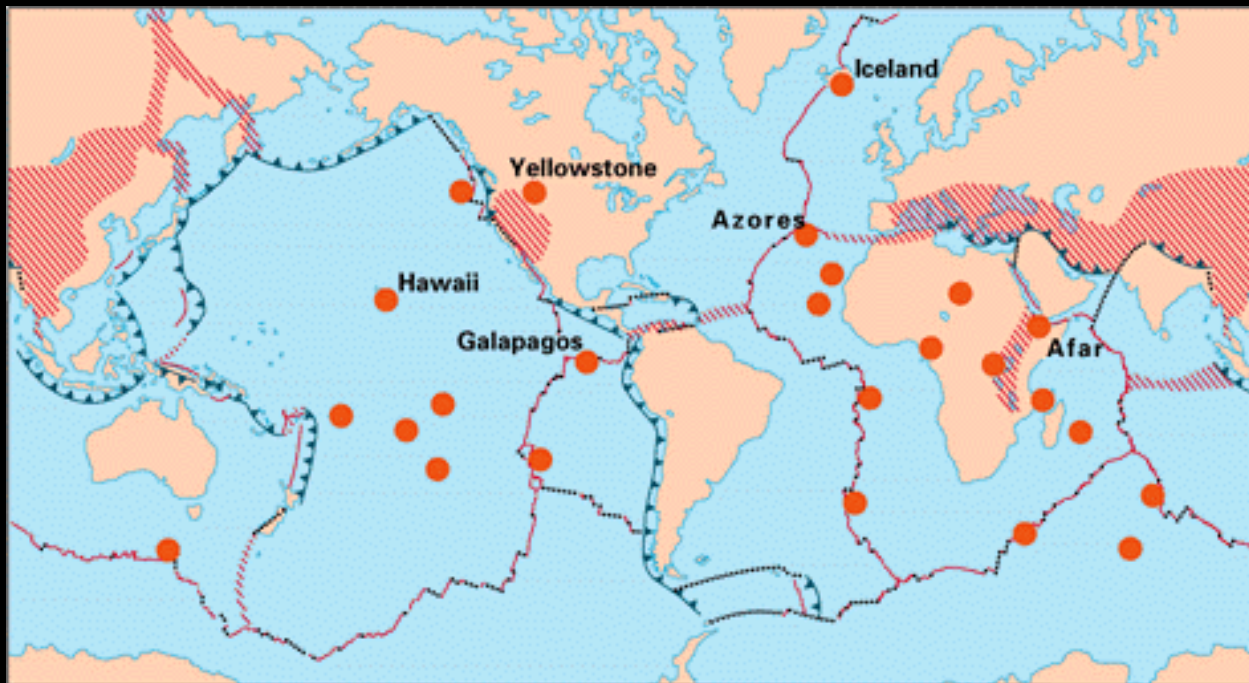 Iceland
Yellowstone
Azores
Hawaii
Galapagos
Afar